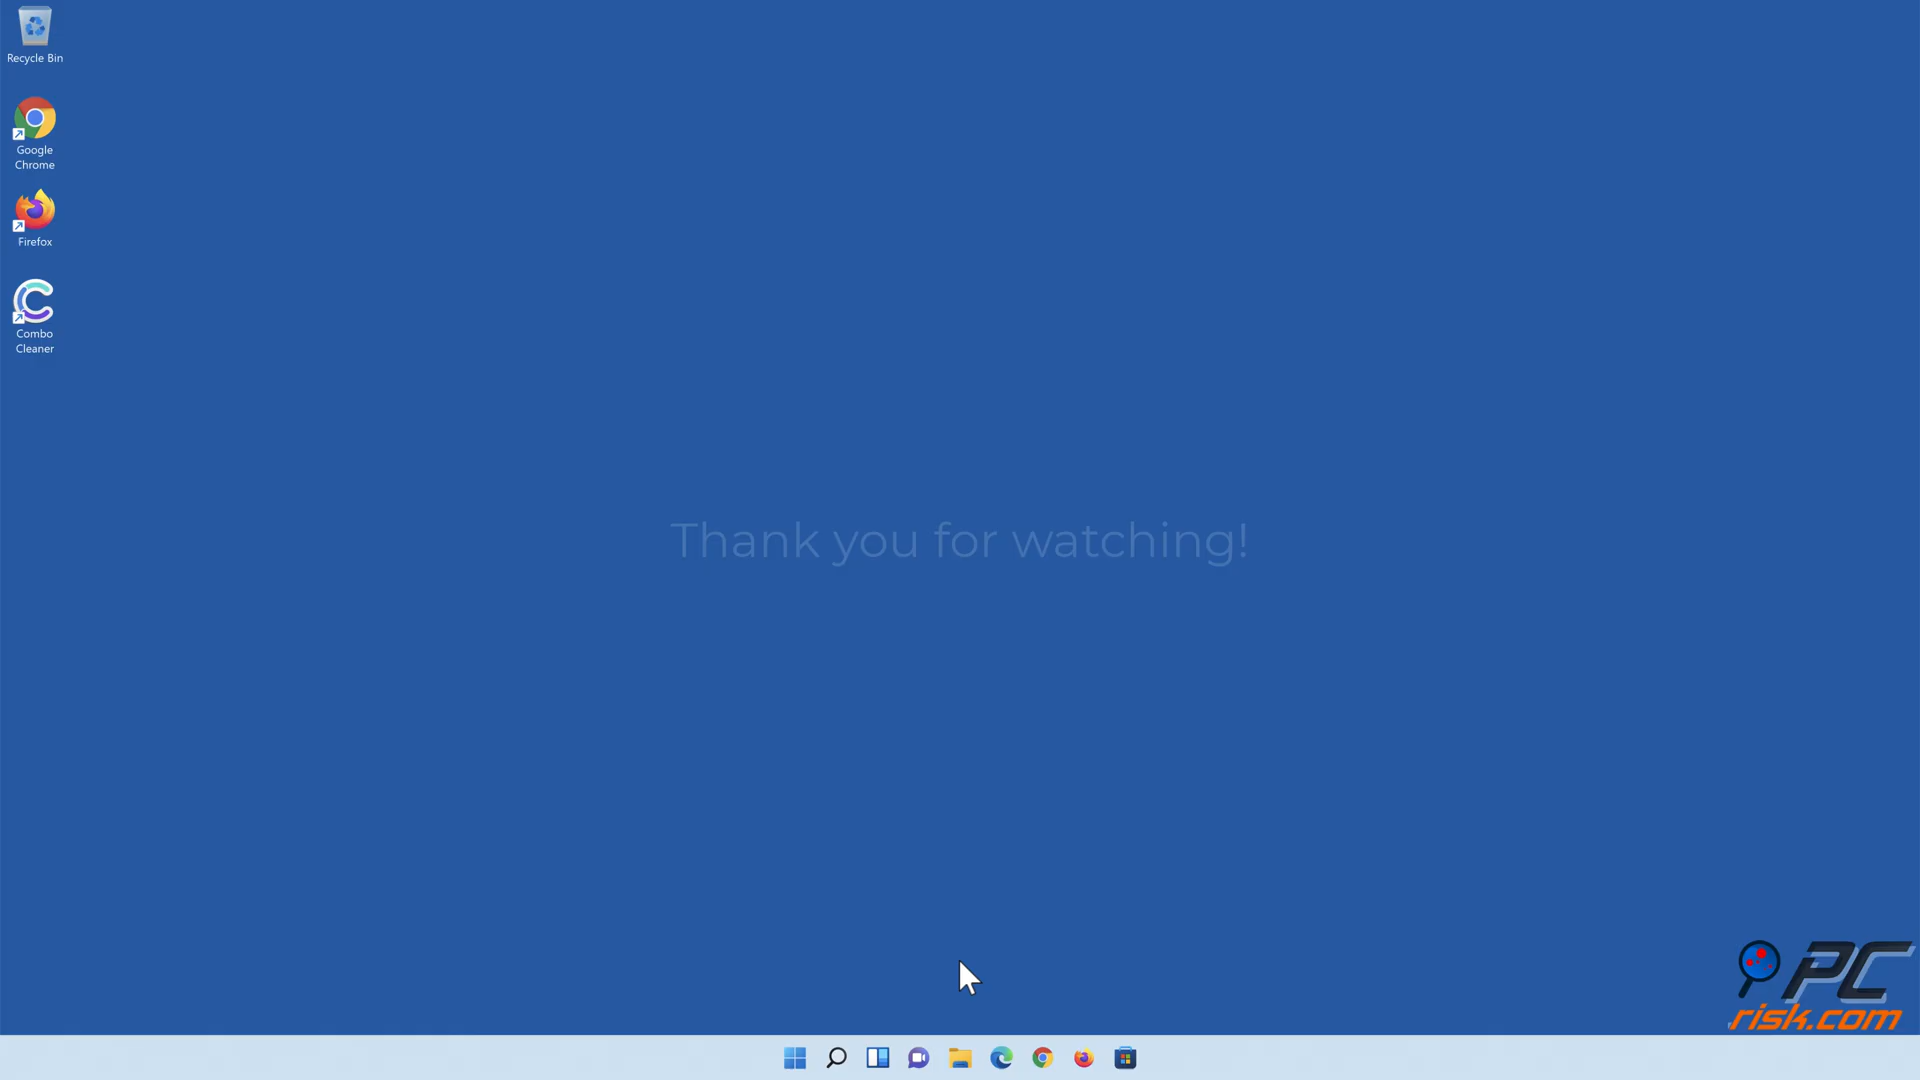 Recycle Bin
Google
Chrome
Firefox
Combo
Cleaner
Thank you for watching!
PC
risk.com